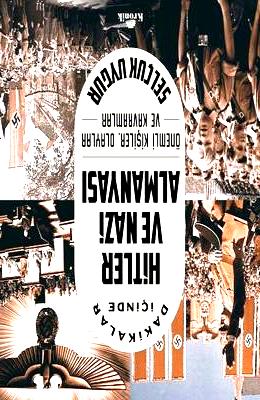 DAKİKALAR
İÇİNDE
HİTLER
VE NAZİ
ALMANYASI
ÖNEMLİ KİŞİLER, OLAYLAR
VE KAVRAMLAR
SELÇUK UYGUR
Kronik